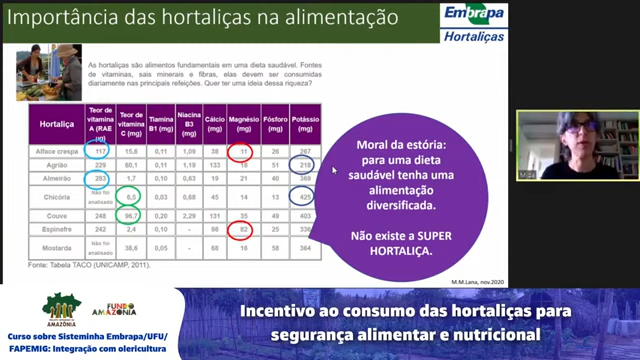 Importância das hortaliças na alimentação
Embrapa
Hortaliças
As hortaliças são alimentos fundamentais em uma dieta saudável. Fontes
de vitaminas, sais minerais e fibras, elas devem ser consumidas
diariamente nas principais refeições. Quer ter uma ideia dessa riqueza?
Hortaliça Teor de vitamina A (RAE µg) Teor de vitamina C (mg) Tiamina B1 (mg) Niacina B3 (mg) Cálcio (mg) Magnésio (mg) Fósforo (mg) Potássio (mg)
Alface crespa 117 15,6 0,11 1,09 38 11 26 267
Agrião 229 60,1 0,11 1,19 133 18 51 218
Almeirão 253 1,7 0,10 0,63 19 21 40 369
Chicória Não foi analisado 6,5 0,03 0,68 45 14 13 425
Couve 248 96,7 0,20 2,29 131 35 49 403
Espinafre 242 2,4 0,10 - 98 82 25 336
Mostarda Não foi analisado 38,6 0,05 - 68 16 58 364
Fonte: Tabela TACO (UNICAMP, 2011).
Moral da estória:
para uma dieta
saudável tenha uma
alimentação
diversificada.
Não existe a SUPER
HORTALIÇA.
M.M.Lana, nov.2020
AMAZÔNIA
FUNDO
AMAZÔNIA
Curso sobre Sisteminha Embrapa/UFU/
FAPEMIG: Integração com olericultura
Incentivo ao consumo das hortaliças para
segurança alimentar e nutricional